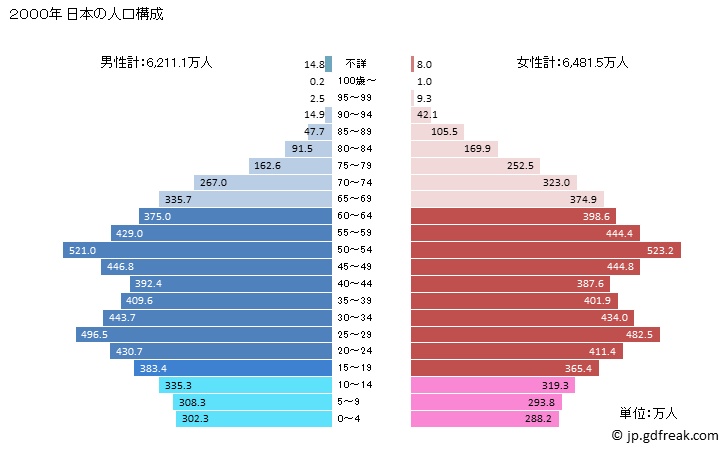 ２０００年 日本の人口構成
男性計：6,211.1万人 女性計：6,481.5万人
14.8 不詳 8.0
0.2 100歳～ 1.0
2.5 95～99 9.3
14.9 90～94 42.1
47.7 85～89 105.5
91.5 80～84 169.9
162.6 75～79 252.5
267.0 70～74 323.0
335.7 65～69 374.9
375.0 60～64 398.6
429.0 55～59 444.4
521.0 50～54 523.2
446.8 45～49 444.8
392.4 40～44 387.6
409.6 35～39 401.9
443.7 30～34 434.0
496.5 25～29 482.5
430.7 20～24 411.4
383.4 15～19 365.4
335.3 10～14 319.3
308.3 5～9 293.8
302.3 0～4 288.2
単位：万人
© jp.gdfreak.com